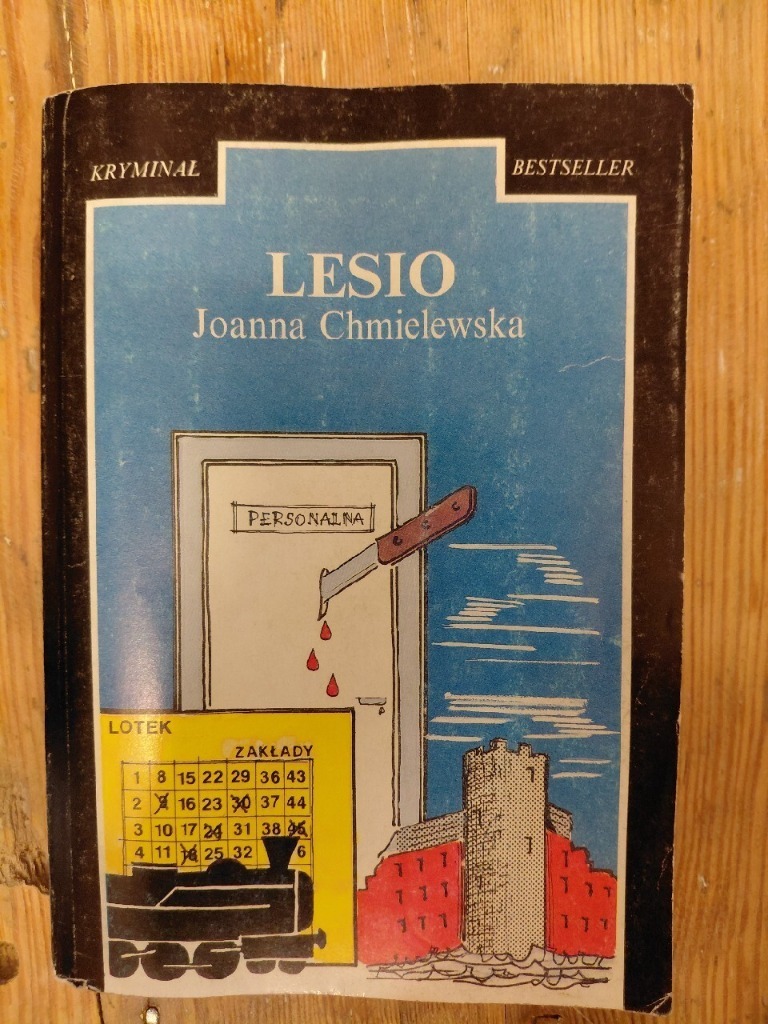 KRYMINAŁ BESTSELLER
LESIO
Joanna Chmielewska
PERSONALNA
LOTEK
ZAKŁADY
1 8 15 22 29 36 43
2 9 16 23 30 37 44
3 10 17 24 31 38 45
4 11 18 25 32 6